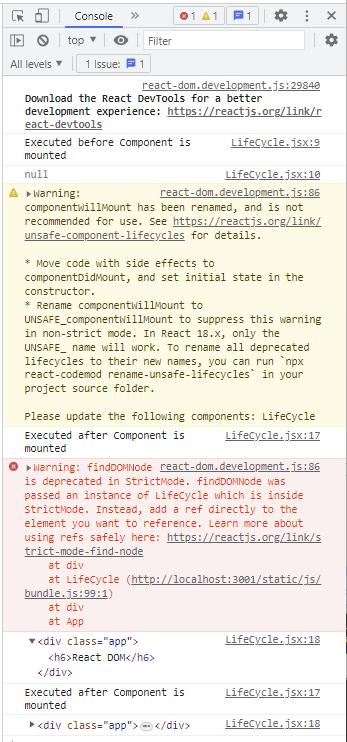 Console
1 1 1
top
Filter
All levels 1 Issue: 1
react-dom.development.js:29840
Download the React DevTools for a better
development experience: https://reactjs.org/link/r
eact-devtools
Executed before Component is LifeCycle.jsx:9
mounted
null LifeCycle.jsx:10
Warning: react-dom.development.js:86
componentWillMount has been renamed, and is not
recommended for use. See https://reactjs.org/link/
unsafe-component-lifecycles for details.
* Move code with side effects to
componentDidMount, and set initial state in the
constructor.
* Rename componentWillMount to
UNSAFE_componentWillMount to suppress this warning
in non-strict mode. In React 18.x, only the
UNSAFE_ name will work. To rename all deprecated
lifecycles to their new names, you can run `npx
react-codemod rename-unsafe-lifecycles` in your
project source folder.
Please update the following components: LifeCycle
Executed after Component is LifeCycle.jsx:17
mounted
Warning: findDOMNode react-dom.development.js:86
is deprecated in StrictMode. findDOMNode was
passed an instance of LifeCycle which is inside
StrictMode. Instead, add a ref directly to the
element you want to reference. Learn more about
using refs safely here: https://reactjs.org/link/s
trict-mode-find-node
at div
at LifeCycle (http://localhost:3001/static/js/
bundle.js:99:1)
at div
at App
<div class="app"> LifeCycle.jsx:18
<h6>React DOM</h6>
</div>
Executed after Component is LifeCycle.jsx:17
mounted
<div class="app">…</div> LifeCycle.jsx:18